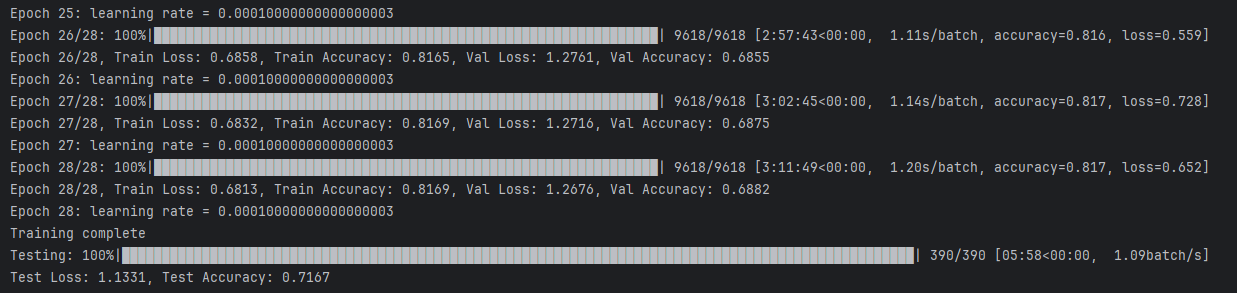 Epoch 25: learning rate = 0.00010000000000000003
Epoch 26/28: 100%|██████████| 9618/9618 [2:57:43<00:00,  1.11s/batch, accuracy=0.816, loss=0.559]
Epoch 26/28, Train Loss: 0.6858, Train Accuracy: 0.8165, Val Loss: 1.2761, Val Accuracy: 0.6855
Epoch 26: learning rate = 0.00010000000000000003
Epoch 27/28: 100%|██████████| 9618/9618 [3:02:45<00:00,  1.14s/batch, accuracy=0.817, loss=0.728]
Epoch 27/28, Train Loss: 0.6832, Train Accuracy: 0.8169, Val Loss: 1.2716, Val Accuracy: 0.6875
Epoch 27: learning rate = 0.00010000000000000003
Epoch 28/28: 100%|██████████| 9618/9618 [3:11:49<00:00,  1.20s/batch, accuracy=0.817, loss=0.652]
Epoch 28/28, Train Loss: 0.6813, Train Accuracy: 0.8169, Val Loss: 1.2676, Val Accuracy: 0.6882
Epoch 28: learning rate = 0.00010000000000000003
Training complete
Testing: 100%|██████████| 390/390 [05:58<00:00,  1.09batch/s]
Test Loss: 1.1331, Test Accuracy: 0.7167